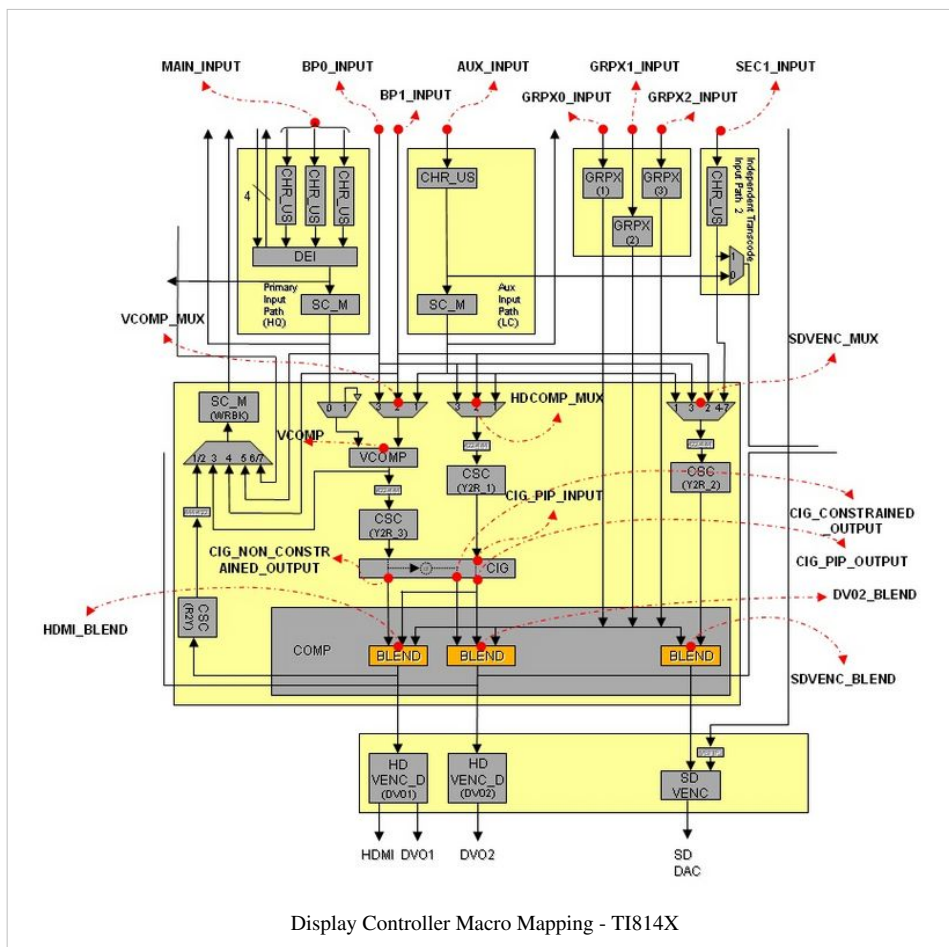 MAIN_INPUT
BP0_INPUT
AUX_INPUT
GRPX1_INPUT
SEC1_INPUT
BP1_INPUT
GRPX0_INPUT
GRPX2_INPUT
4
CHR_US
CHR_US
CHR_US
DEI
Primary
Input
Path
(HQ)
SC_M
CHR_US
SC_M
Aux
Input
Path
(LC)
GRPX
(1)
GRPX
(3)
GRPX
(2)
CHR_US
Independent Transcode
Input Path 2
1
0
VCOMP_MUX
SDVENC_MUX
HDCOMP_MUX
SC_M
(WRBK)
0 1
3 2 1
3 2 1
1 3 2 4-7
1/2 3 4 5 6/7
VCOMP
VCOMP
CSC
(Y2R_1)
CSC
(Y2R_2)
CSC
(Y2R_3)
CIG_PIP_INPUT
CIG_CONSTRAINED
_OUTPUT
CIG_NON_CONSTR
AINED_OUTPUT
CIG
CIG_PIP_OUTPUT
CSC
(R2Y)
DV02_BLEND
HDMI_BLEND
COMP
BLEND
BLEND
BLEND
SDVENC_BLEND
HD
VENC_D
(DVO1)
HD
VENC_D
(DVO2)
SD
VENC
HDMI DVO1
DVO2
SD
DAC
Display Controller Macro Mapping - TI814X